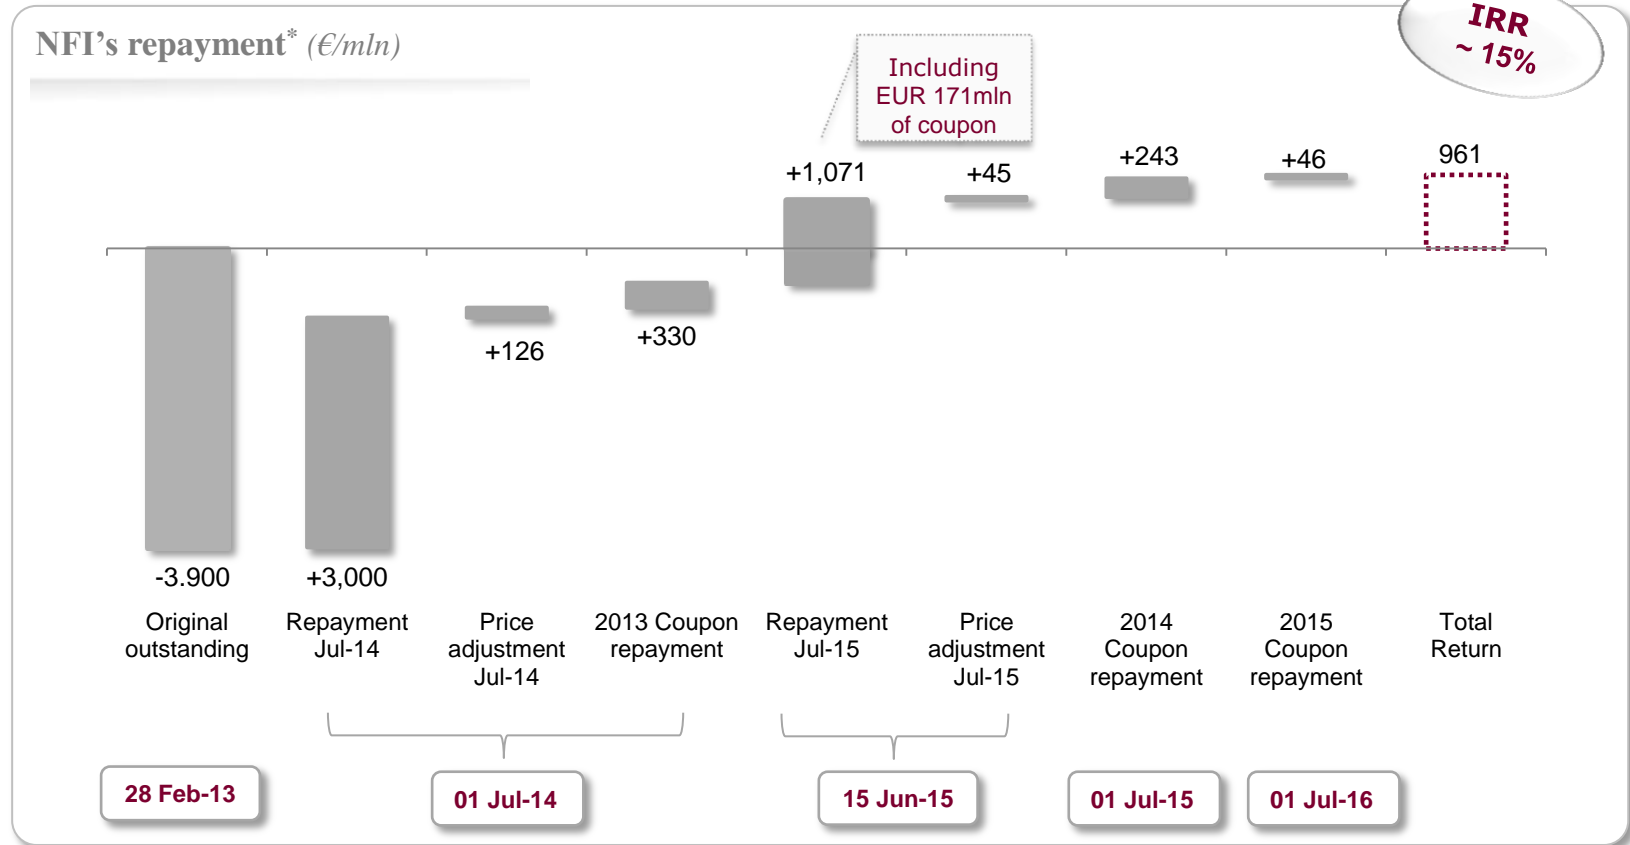 NFI's repayment* (€/mln)
IRR
~ 15%
Including
EUR 171mln
of coupon
+1,071
+45
+243
+46
961
+126
+330
-3.900
+3,000
Original
outstanding
Repayment
Jul-14
Price
adjustment
Jul-14
2013 Coupon
repayment
Repayment
Jul-15
Price
adjustment
Jul-15
2014
Coupon
repayment
2015
Coupon
repayment
Total
Return
28 Feb-13
01 Jul-14
15 Jun-15
01 Jul-15
01 Jul-16